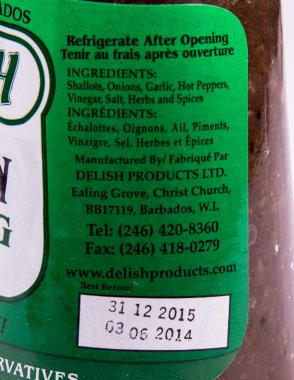 ADOS
Refrigerate After Opening
Tenir au frais après ouverture
INGREDIENTS:
Shallots, Onions, Garlic, Hot Peppers,
Vinegar, Salt, Herbs and Spices
INGRÉDIENTS:
Échalottes, Oignons, Ail, Piments,
Vinaigre, Sel, Herbes et Épices
Manufactured By/ Fabriqué Par
DELISH PRODUCTS LTD.
Ealing Grove, Christ Church,
BB17119, Barbados, W.I.
Tel: (246) 420-8360
Fax: (246) 418-0279
www.delishproducts.com
Best Before:
31 12 2015
03 06 2014
RVATIVES